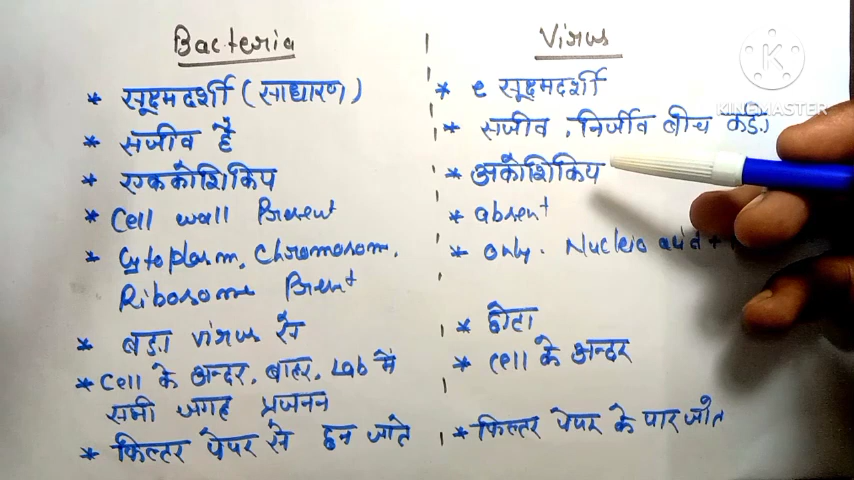 Bacteria
* सूक्ष्मदर्शी (साधारण)
* सजीव है
* एककोशिकिय
* Cell wall Present
* Cytoplasm, Chromosom,
Ribosome Present
* बड़ा virus से
* Cell के अन्दर, बाहर, Lab में
सभी जगह प्रजनन
* फिल्टर पेपर से छन जाते
Virus
* e सूक्ष्मदर्शी
* सजीव, निर्जीव बीच कड़ी
* अकोशिकिय
* absent
* only. Nucleic acid +
* छोटा
* Cell के अन्दर
* फिल्टर पेपर के पार जाते
KINEMASTER